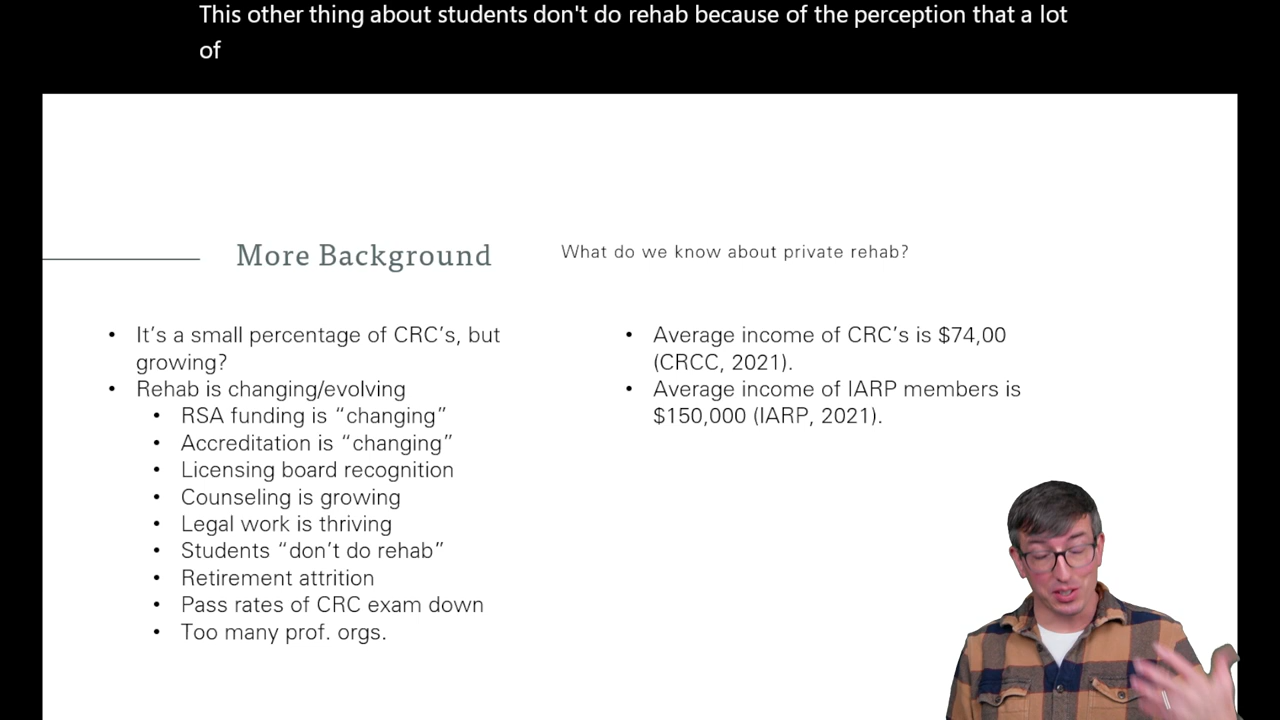 This other thing about students don't do rehab because of the perception that a lot
of
More Background
What do we know about private rehab?
• It's a small percentage of CRC's, but
growing?
• Rehab is changing/evolving
• RSA funding is “changing”
• Accreditation is “changing”
• Licensing board recognition
• Counseling is growing
• Legal work is thriving
• Students “don't do rehab”
• Retirement attrition
• Pass rates of CRC exam down
• Too many prof. orgs.
• Average income of CRC's is $74,00
(CRCC, 2021).
• Average income of IARP members is
$150,000 (IARP, 2021).